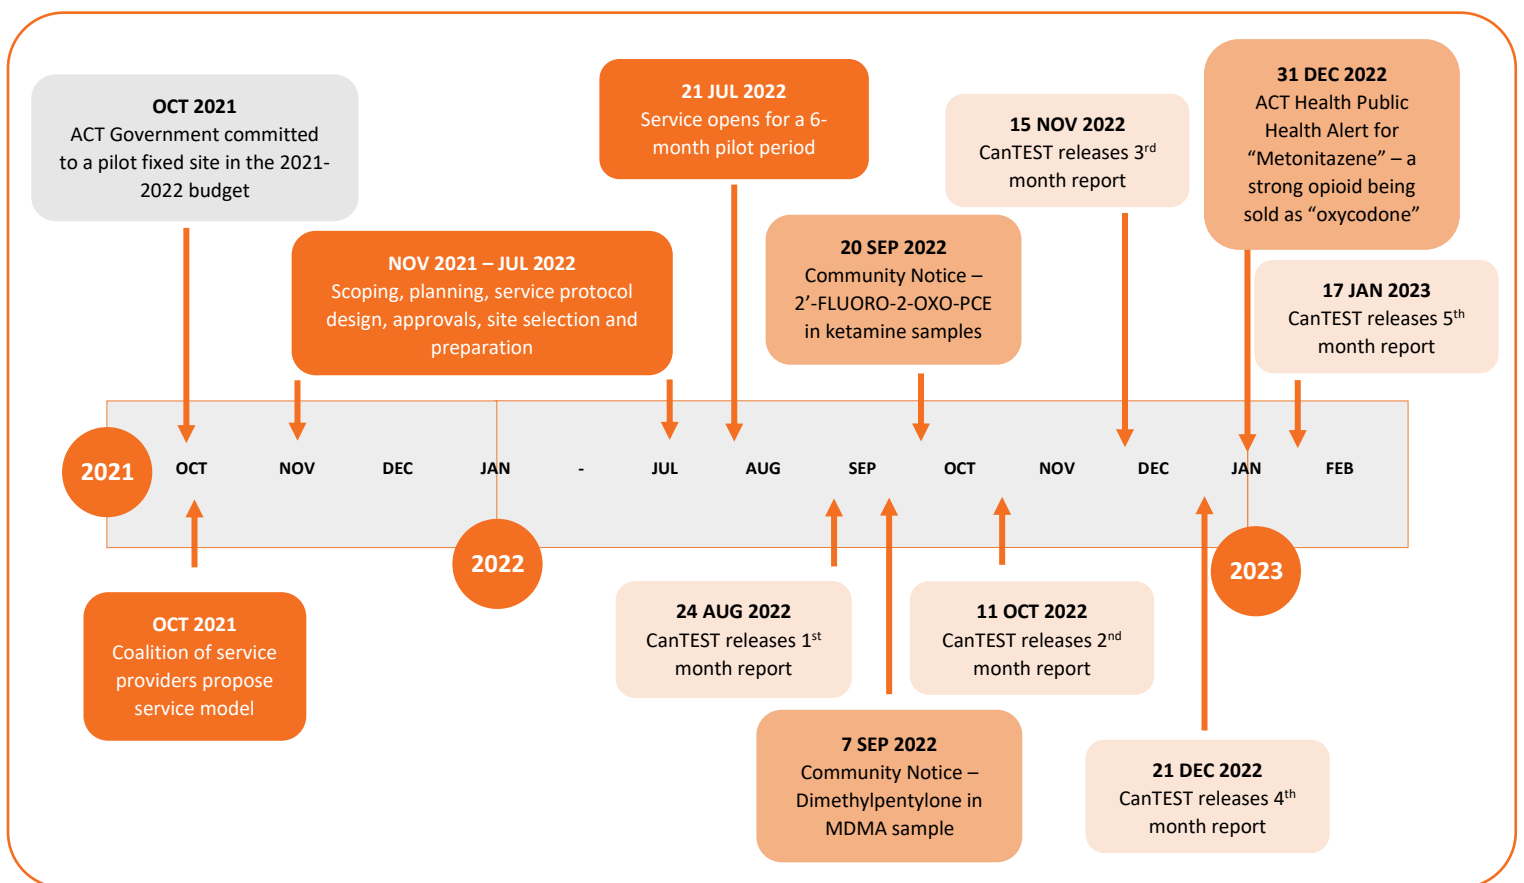 OCT 2021
ACT Government committed
to a pilot fixed site in the 2021-
2022 budget
NOV 2021 – JUL 2022
Scoping, planning, service protocol
design, approvals, site selection and
preparation
21 JUL 2022
Service opens for a 6-
month pilot period
20 SEP 2022
Community Notice –
2’-FLUORO-2-OXO-PCE
in ketamine samples
15 NOV 2022
CanTEST releases 3rd
month report
31 DEC 2022
ACT Health Public
Health Alert for
“Metonitazene” – a
strong opioid being
sold as “oxycodone”
17 JAN 2023
CanTEST releases 5th
month report
2021
OCT NOV DEC JAN - JUL AUG SEP OCT NOV DEC JAN FEB
2022
2023
OCT 2021
Coalition of service
providers propose
service model
24 AUG 2022
CanTEST releases 1st
month report
7 SEP 2022
Community Notice –
Dimethylpentylone in
MDMA sample
11 OCT 2022
CanTEST releases 2nd
month report
21 DEC 2022
CanTEST releases 4th
month report